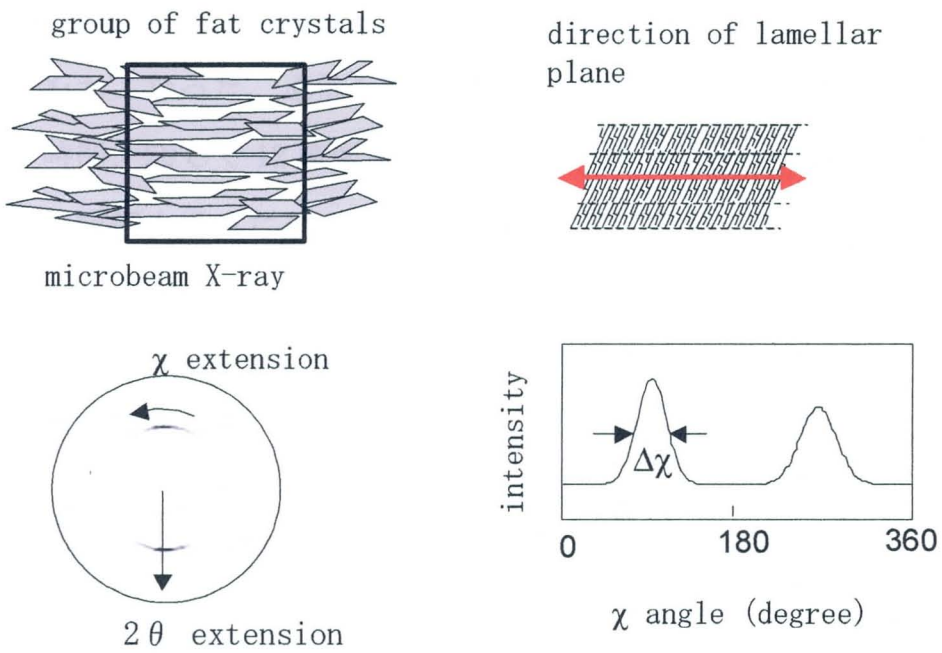 group of fat crystals
direction of lamellar
plane
microbeam X-ray
χ extension
2θ extension
intensity
Δχ
0
180
360
χ angle (degree)